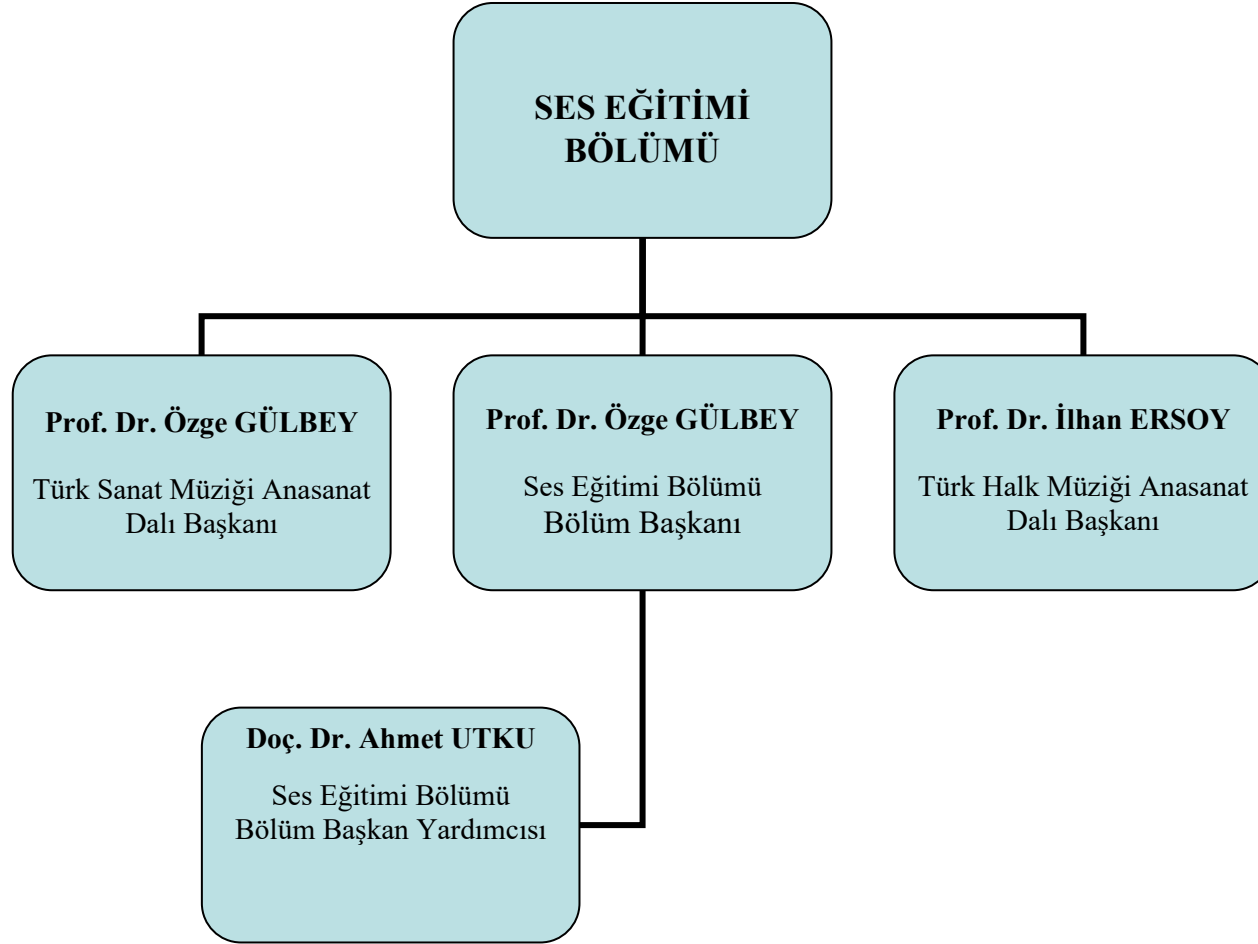 SES EĞİTİMİ
BÖLÜMÜ
Prof. Dr. Özge GÜLBEY
Türk Sanat Müziği Anasanat
Dalı Başkanı
Prof. Dr. Özge GÜLBEY
Ses Eğitimi Bölümü
Bölüm Başkanı
Prof. Dr. İlhan ERSOY
Türk Halk Müziği Anasanat
Dalı Başkanı
Doç. Dr. Ahmet UTKU
Ses Eğitimi Bölümü
Bölüm Başkan Yardımcısı